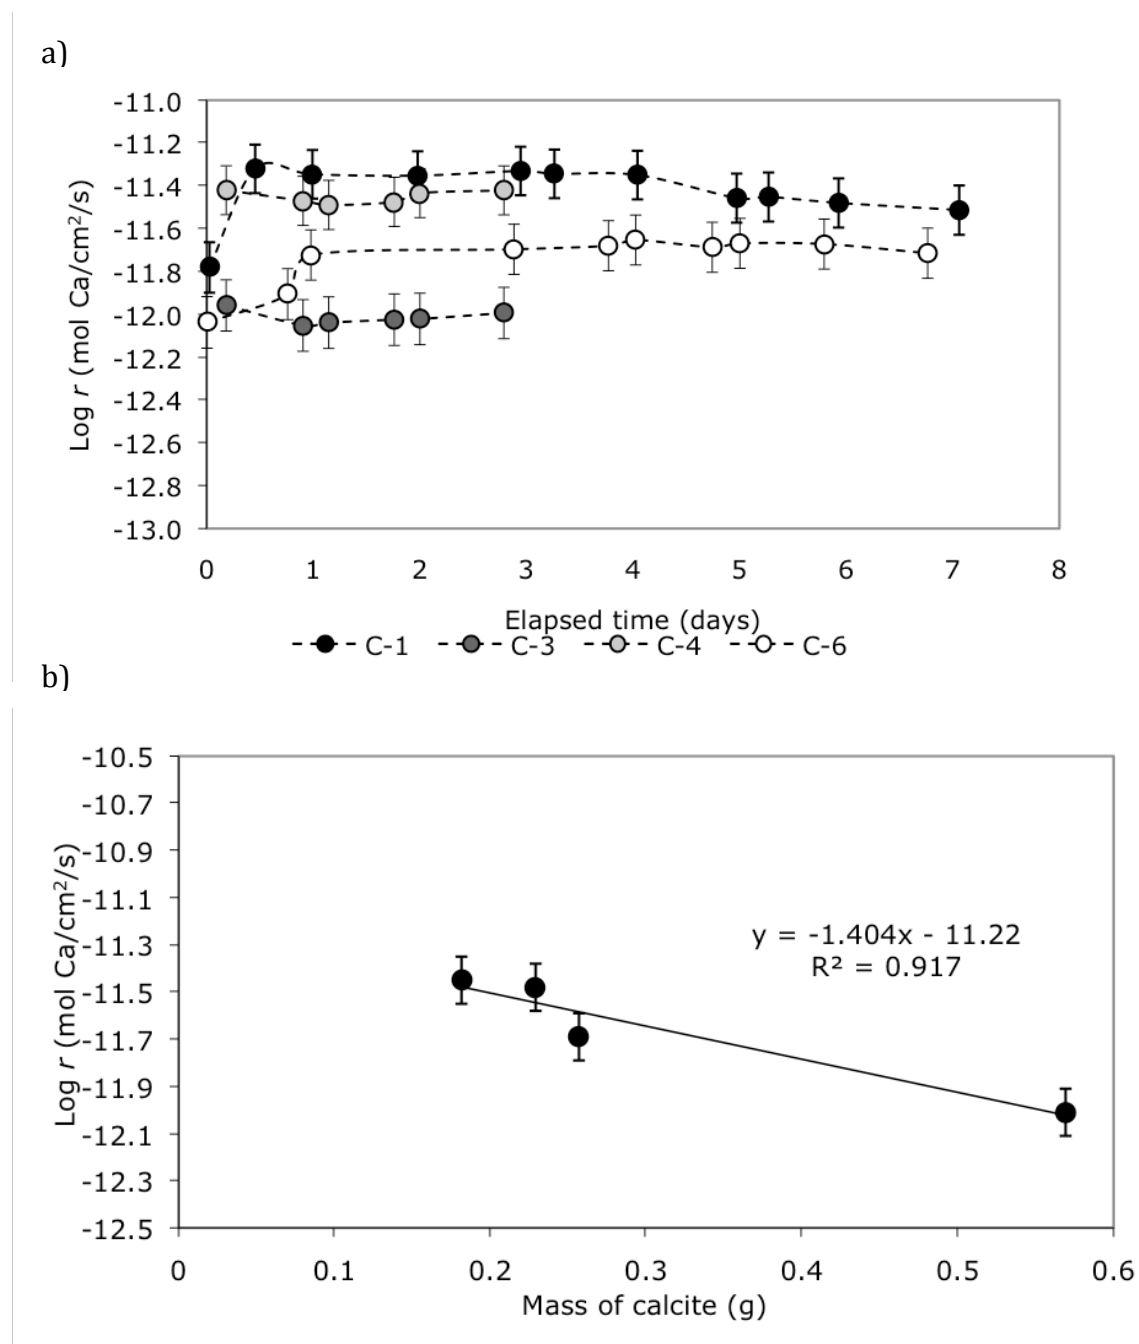 a)
-11.0
-11.2
-11.4
-11.6
-11.8
-12.0
-12.2
-12.4
-12.6
-12.8
-13.0
Log r (mol Ca/cm²/s)
0 1 2 3 4 5 6 7 8
Elapsed time (days)
C-1 C-3 C-4 C-6
b)
-10.5
-10.7
-10.9
-11.1
-11.3
-11.5
-11.7
-11.9
-12.1
-12.3
-12.5
Log r (mol Ca/cm²/s)
y = -1.404x - 11.22
R² = 0.917
0 0.1 0.2 0.3 0.4 0.5 0.6
Mass of calcite (g)